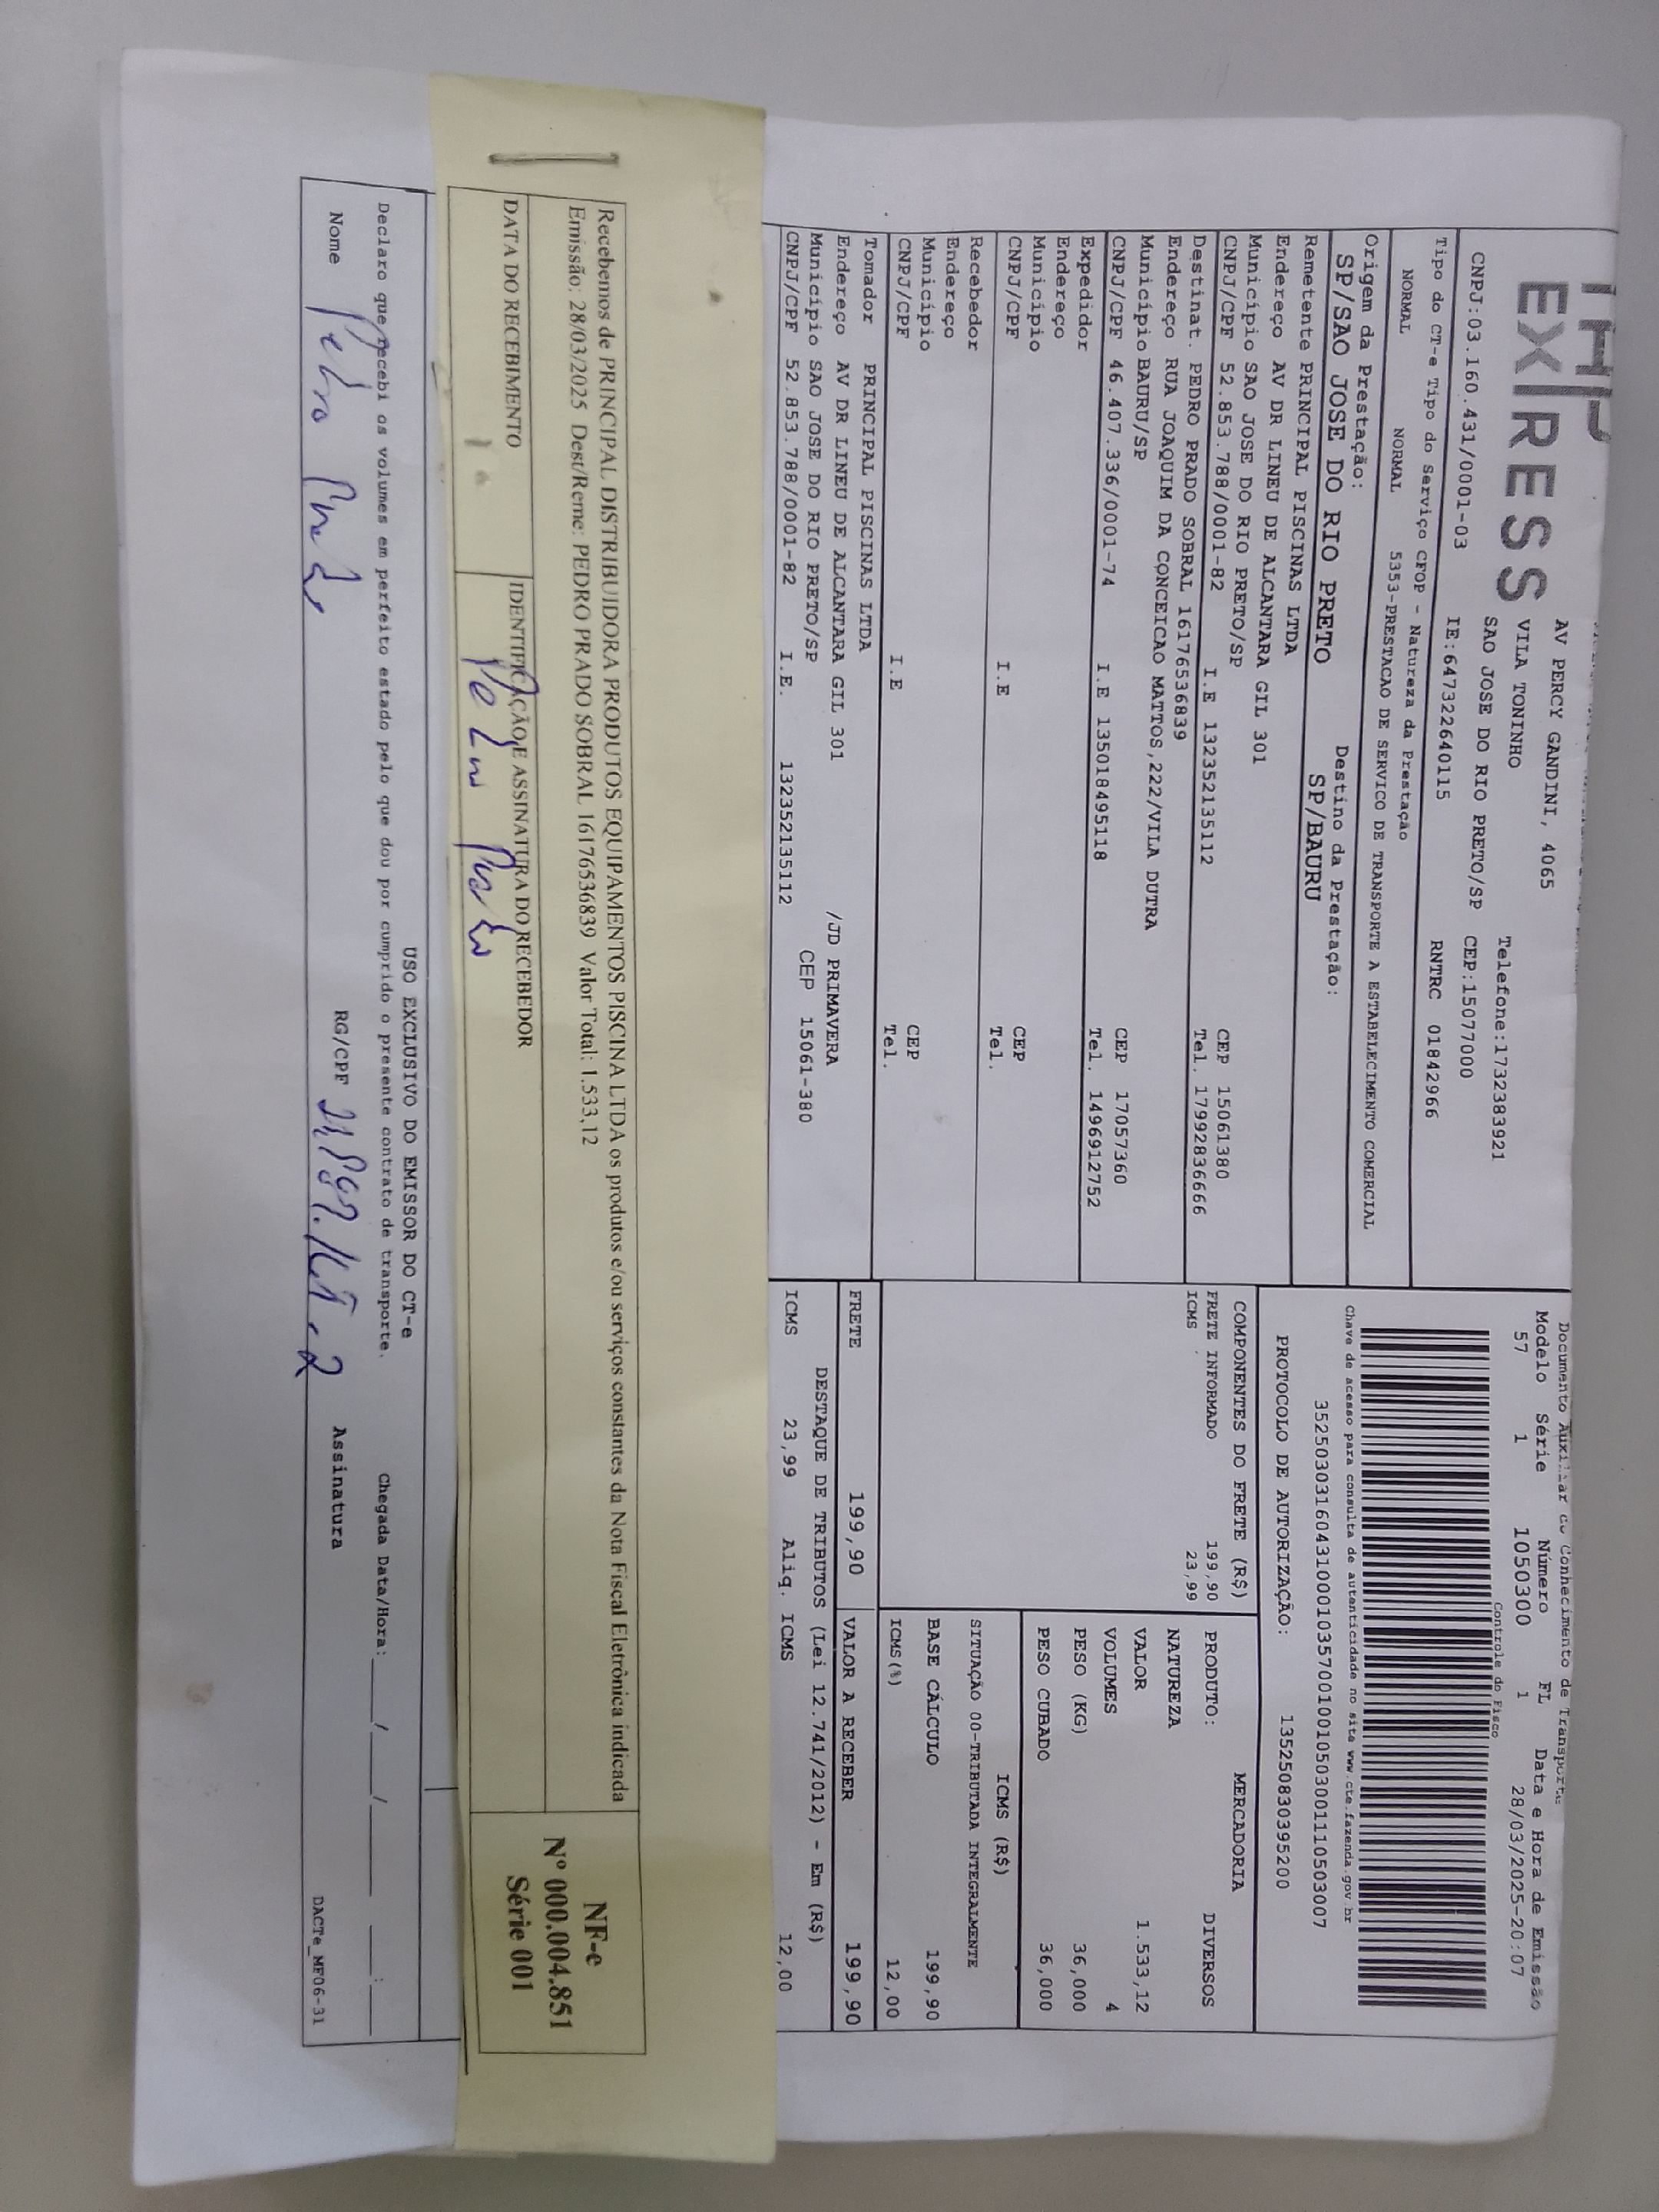 EXPRESS
AV PERCY GANDINI, 4065
VILA TONINHO
SAO JOSE DO RIO PRETO/SP
Telefone:1732383921
CNPJ:03.160.431/0001-03
IE:647322640115
CEP:15077000
RNTRC 01842966
Tipo do CT-e Tipo do Serviço CFOP - Natureza da Prestação
NORMAL NORMAL 5353-PRESTACAO DE SERVICO DE TRANSPORTE A ESTABELECIMENTO COMERCIAL
Origem da Prestação: Destino da Prestação:
SP/SAO JOSE DO RIO PRETO SP/BAURU
Remetente PRINCIPAL PISCINAS LTDA
Endereço AV DR LINEU DE ALCANTARA GIL 301
Município SAO JOSE DO RIO PRETO/SP CEP 15061380
CNPJ/CPF 52.853.788/0001-82 I.E 132352135112 Tel. 17992836666
Destinat. PEDRO PRADO SOBRAL 16176536839
Endereço RUA JOAQUIM DA CONCEICAO MATTOS,222/VILA DUTRA
Município BAURU/SP CEP 17057360
CNPJ/CPF 46.407.336/0001-74 I.E 135018495118 Tel. 14969912752
Expedidor
Endereço
Município CEP
CNPJ/CPF I.E Tel.
Recebedor
Endereço
Município CEP
CNPJ/CPF I.E Tel.
Tomador PRINCIPAL PISCINAS LTDA
Endereço AV DR LINEU DE ALCANTARA GIL 301 /JD PRIMAVERA
Município SAO JOSE DO RIO PRETO/SP CEP 15061-380
CNPJ/CPF 52.853.788/0001-82 I.E. 132352135112
Documento Auxiliar do Conhecimento de Transporte
Modelo Série Número FL Data e Hora de Emissão
57 1 1050300 1 28/03/2025-20:07
Controle do Fisco
Chave de acesso para consulta de autenticidade no site www.cte.fazenda.gov.br
35250303160431000103570010010503001110503007
PROTOCOLO DE AUTORIZAÇÃO: 135250830395200
COMPONENTES DO FRETE (R$)
FRETE INFORMADO 199,90
ICMS 23,99
MERCADORIA
PRODUTO: DIVERSOS
NATUREZA
VALOR 1.533,12
VOLUMES 4
PESO (KG) 36,000
PESO CUBADO 36,000
ICMS (R$)
SITUAÇÃO 00-TRIBUTADA INTEGRALMENTE
BASE CÁLCULO 199,90
ICMS(%) 12,00
FRETE 199,90 VALOR A RECEBER 199,90
DESTAQUE DE TRIBUTOS (Lei 12.741/2012) - Em (R$)
ICMS 23,99 Aliq. ICMS 12,00
Recebemos de PRINCIPAL DISTRIBUIDORA PRODUTOS EQUIPAMENTOS PISCINA LTDA os produtos e/ou serviços constantes da Nota Fiscal Eletrônica indicada
Emissão: 28/03/2025 Dest/Reme: PEDRO PRADO SOBRAL 16176536839 Valor Total: 1.533,12
DATA DO RECEBIMENTO
IDENTIFICAÇÃO E ASSINATURA DO RECEBEDOR
Pedro Prado
NF-e
Nº 000.004.851
Série 001
USO EXCLUSIVO DO EMISSOR DO CT-e
Declaro que recebi os volumes em perfeito estado pelo que dou por cumprido o presente contrato de transporte. Chegada Data/Hora: ____/____/____ ___:___
Nome Pedro Prado RG/CPF Assinatura
DACTe_MF06-31